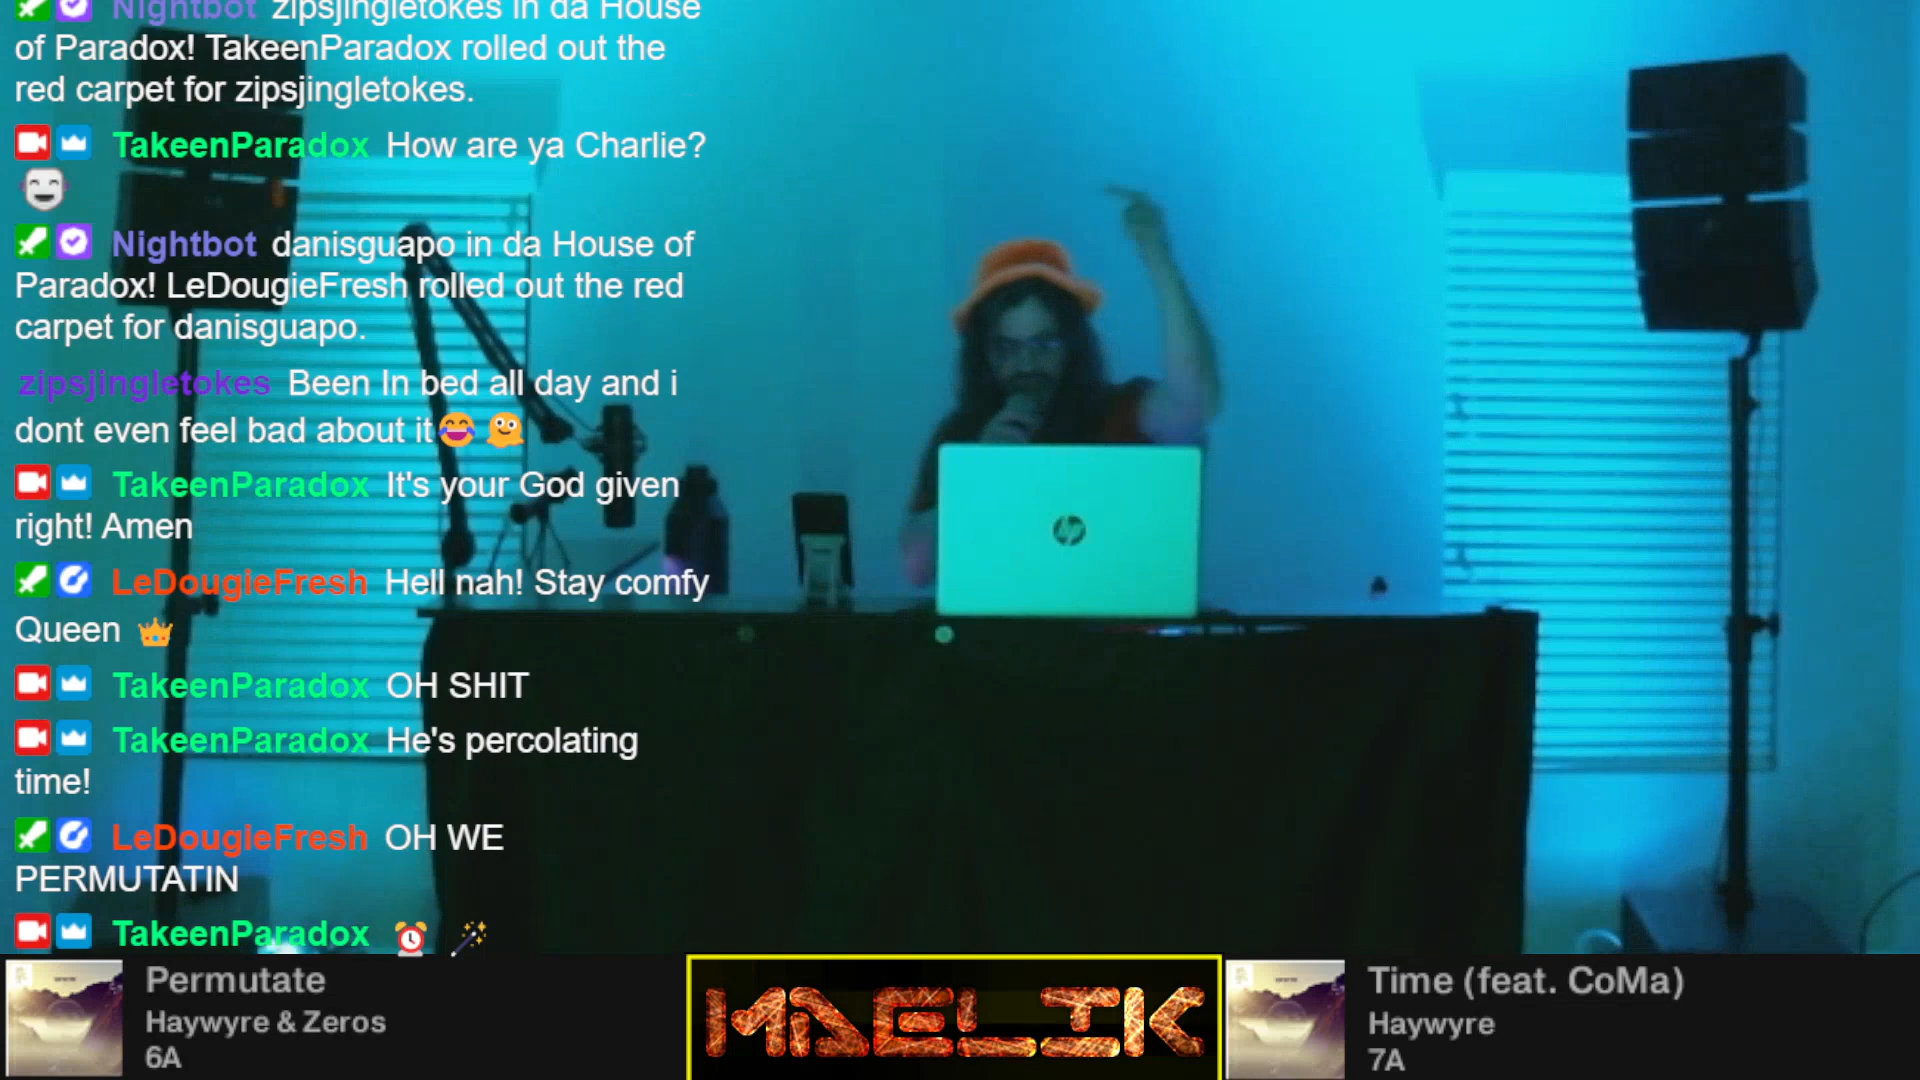 Nightbot zipsjingletokes in da House
of Paradox! TakeenParadox rolled out the
red carpet for zipsjingletokes.
TakeenParadox How are ya Charlie?
Nightbot danisguapo in da House of
Paradox! LeDougieFresh rolled out the red
carpet for danisguapo.
zipsjingletokes Been In bed all day and i
dont even feel bad about it
TakeenParadox It's your God given
right! Amen
LeDougieFresh Hell nah! Stay comfy
Queen
TakeenParadox OH SHIT
TakeenParadox He's percolating
time!
LeDougieFresh OH WE
PERMUTATIN
TakeenParadox
hp
Permutate
Haywyre & Zeros
6A
MAELIK
Time (feat. CoMa)
Haywyre
7A